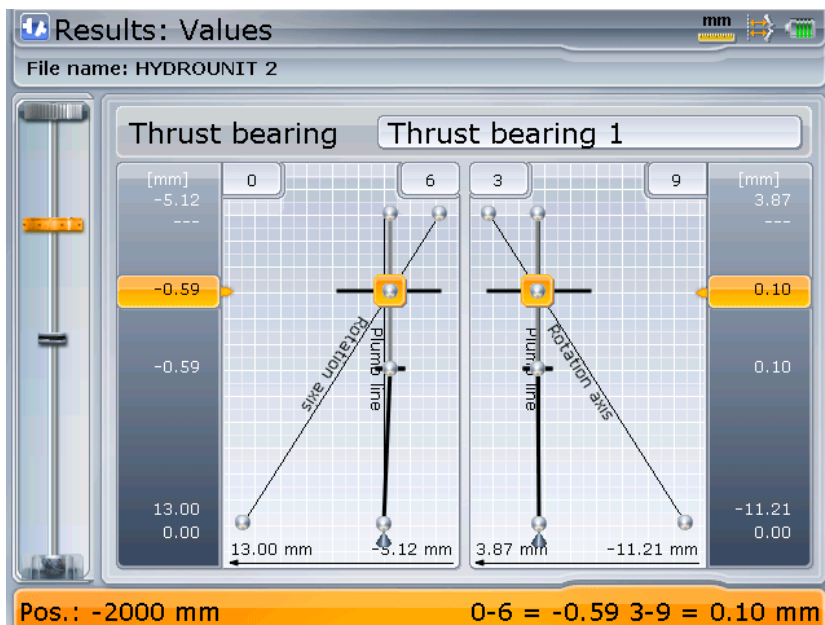 Results: Values
mm
File name: HYDROUNIT 2
Thrust bearing
Thrust bearing 1
[mm]
-5.12
---
-0.59
-0.59
13.00
0.00
0
6
Rotation axis
Plumb line
13.00 mm
-5.12 mm
3
9
Plumb line
Rotation axis
3.87 mm
-11.21 mm
[mm]
3.87
---
0.10
0.10
-11.21
0.00
Pos.: -2000 mm
0-6 = -0.59 3-9 = 0.10 mm